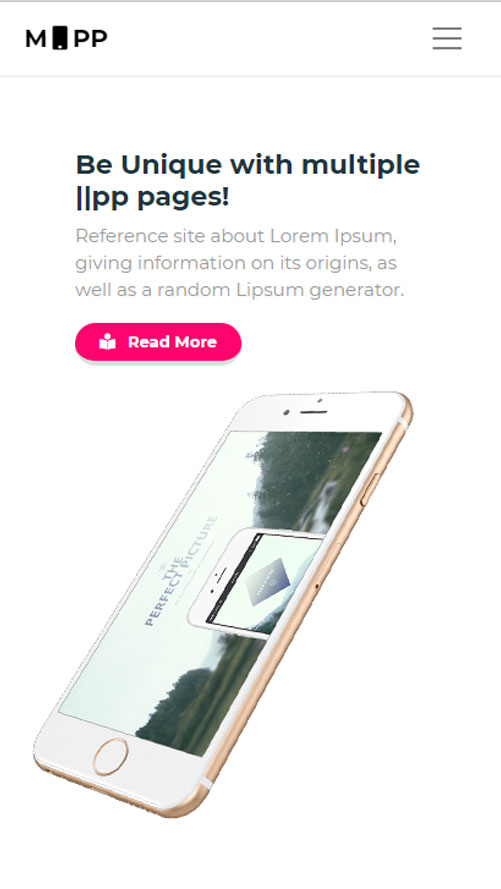 M PP
Be Unique with multiple
||pp pages!
Reference site about Lorem Ipsum,
giving information on its origins, as
well as a random Lipsum generator.
Read More
THE
PERFECT PICTURE